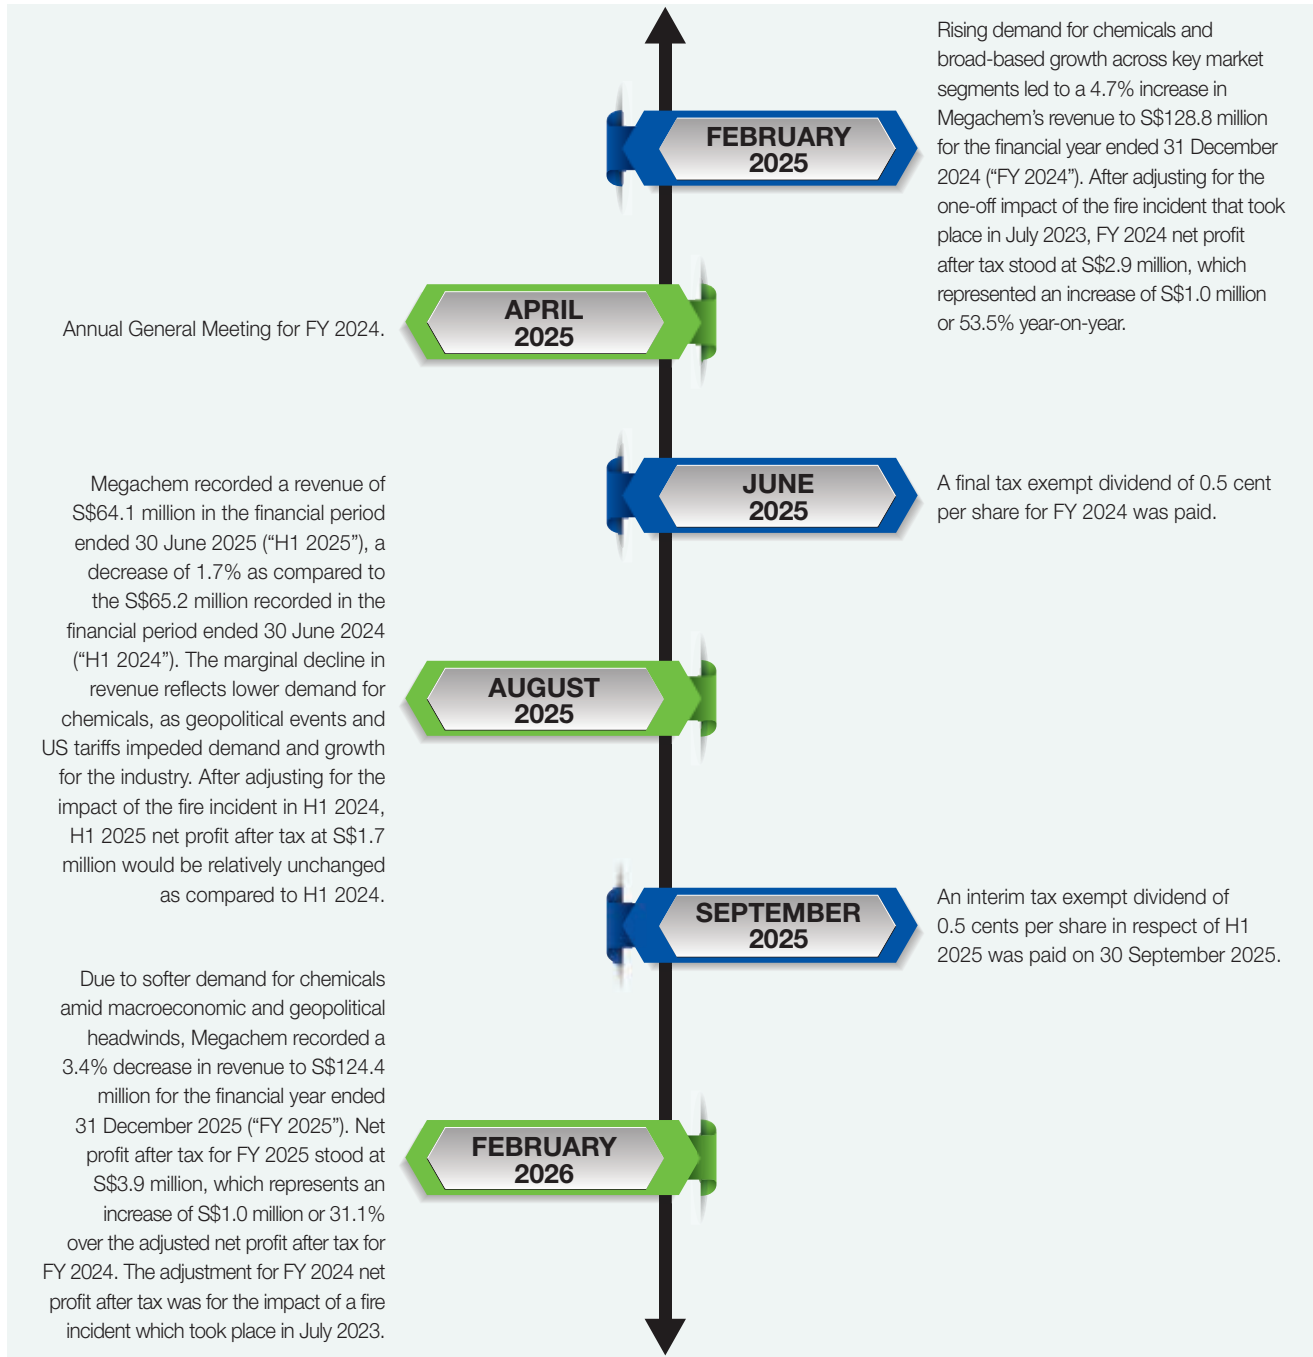 FEBRUARY
2025
Rising demand for chemicals and
broad-based growth across key market
segments led to a 4.7% increase in
Megachem's revenue to S$128.8 million
for the financial year ended 31 December
2024 (“FY 2024”). After adjusting for the
one-off impact of the fire incident that took
place in July 2023, FY 2024 net profit
after tax stood at S$2.9 million, which
represented an increase of S$1.0 million
or 53.5% year-on-year.
APRIL
2025
Annual General Meeting for FY 2024.
JUNE
2025
A final tax exempt dividend of 0.5 cent
per share for FY 2024 was paid.
AUGUST
2025
Megachem recorded a revenue of
S$64.1 million in the financial period
ended 30 June 2025 (“H1 2025”), a
decrease of 1.7% as compared to
the S$65.2 million recorded in the
financial period ended 30 June 2024
(“H1 2024”). The marginal decline in
revenue reflects lower demand for
chemicals, as geopolitical events and
US tariffs impeded demand and growth
for the industry. After adjusting for the
impact of the fire incident in H1 2024,
H1 2025 net profit after tax at S$1.7
million would be relatively unchanged
as compared to H1 2024.
SEPTEMBER
2025
An interim tax exempt dividend of
0.5 cents per share in respect of H1
2025 was paid on 30 September 2025.
FEBRUARY
2026
Due to softer demand for chemicals
amid macroeconomic and geopolitical
headwinds, Megachem recorded a
3.4% decrease in revenue to S$124.4
million for the financial year ended
31 December 2025 (“FY 2025”). Net
profit after tax for FY 2025 stood at
S$3.9 million, which represents an
increase of S$1.0 million or 31.1%
over the adjusted net profit after tax for
FY 2024. The adjustment for FY 2024 net
profit after tax was for the impact of a fire
incident which took place in July 2023.